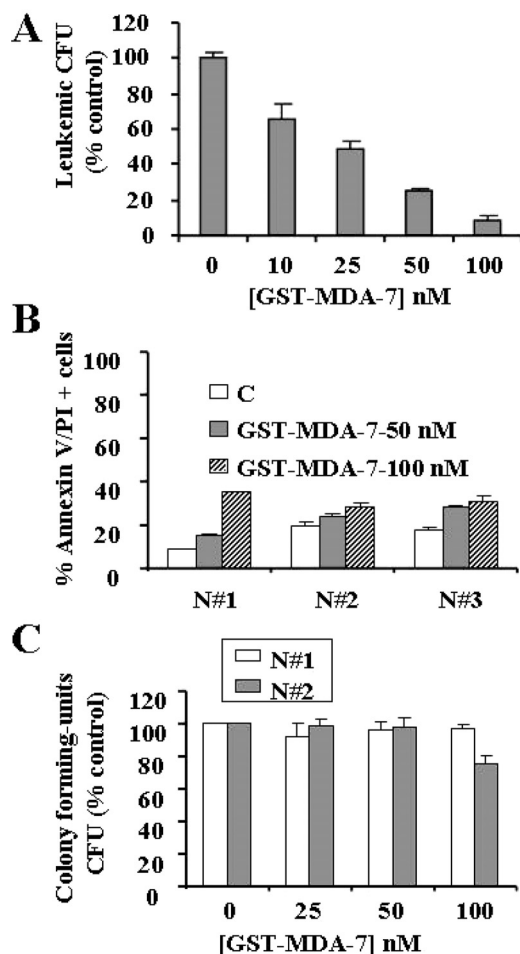 A
Leukemic CFU
(% control)
120
100
80
60
40
20
0
0 10 25 50 100
[GST-MDA-7] nM
B
% Annexin V/PI + cells
100
80
60
40
20
0
C
GST-MDA-7-50 nM
GST-MDA-7-100 nM
N#1 N#2 N#3
C
N#1
N#2
Colony forming-units
CFU (% control)
120
100
80
60
40
20
0
0 25 50 100
[GST-MDA-7] nM